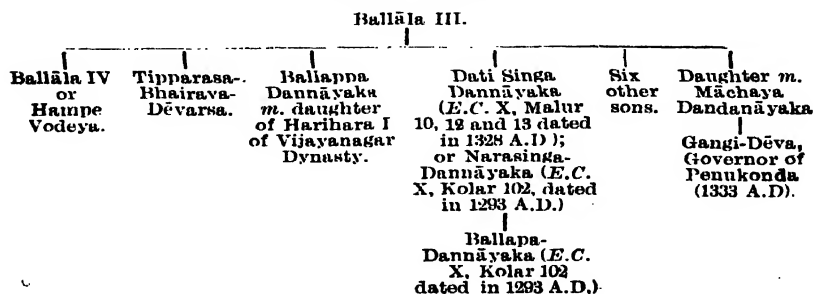 Ballāla III.
Ballāla IV
or
Hampe
Vodeya.
Tipparasa-.
Bhairava-
Dēvarsa.
Ballappa
Dannāyaka
m. daughter
of Harihara I
of Vijayanagar
Dynasty.
Dati Singa
Dannāyaka
(E.C. X, Malur
10, 12 and 13 dated
in 1328 A.D );
or Narasinga-
Dannāyaka (E.C.
X, Kolar 102, dated
in 1293 A.D.)
Ballapa-
Dannāyaka (E.C.
X, Kolar 102
dated in 1293 A.D.)
Six
other
sons.
Daughter m.
Māchaya
Dandanāyaka
Gangi-Dēva,
Governor of
Penukonda
(1333 A.D).